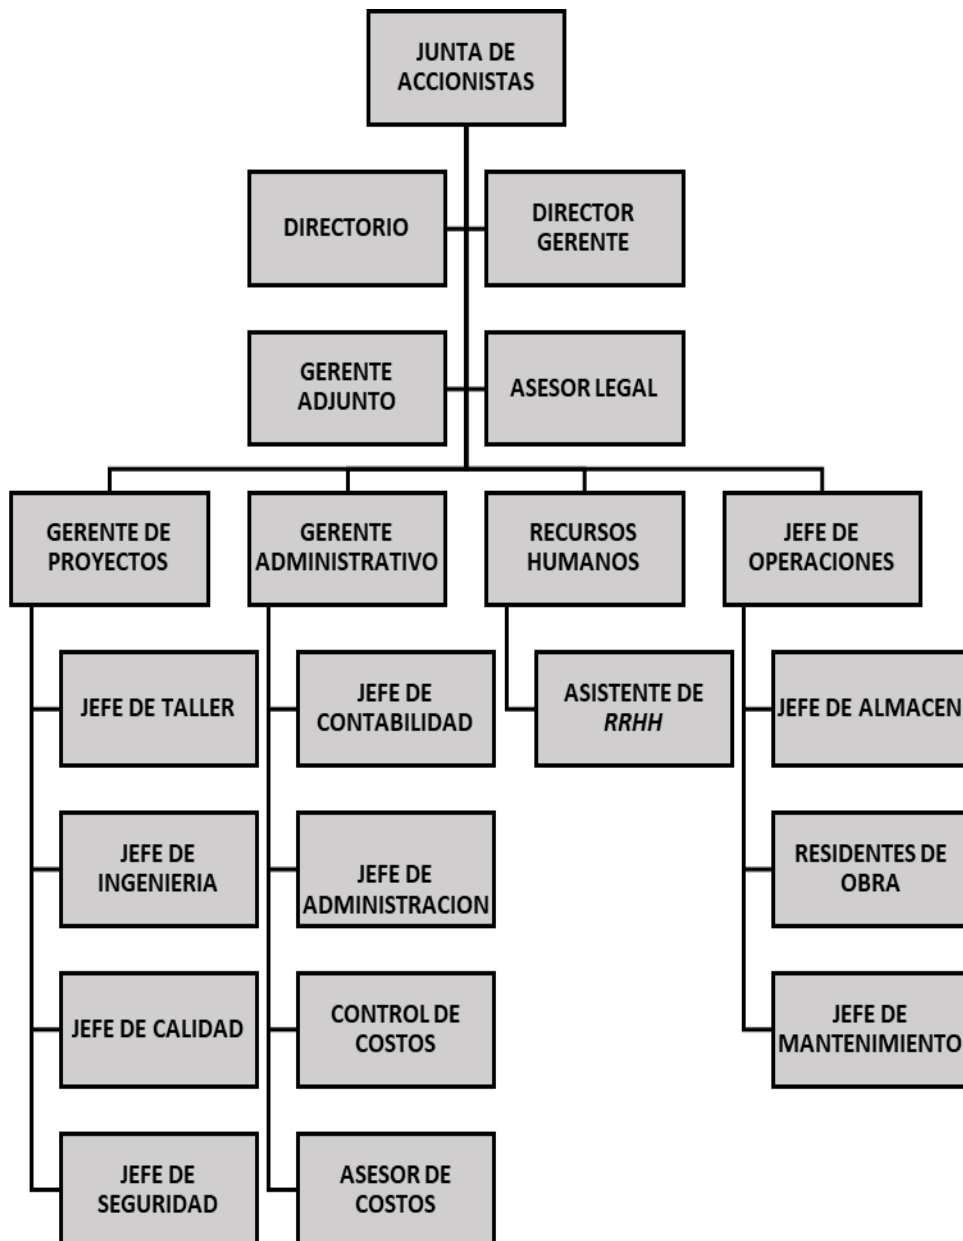 JUNTA DE
ACCIONISTAS
DIRECTORIO
DIRECTOR
GERENTE
GERENTE
ADJUNTO
ASESOR LEGAL
GERENTE DE
PROYECTOS
GERENTE
ADMINISTRATIVO
RECURSOS
HUMANOS
JEFE DE
OPERACIONES
JEFE DE TALLER
JEFE DE
INGENIERIA
JEFE DE CALIDAD
JEFE DE
SEGURIDAD
JEFE DE
CONTABILIDAD
JEFE DE
ADMINISTRACION
CONTROL DE
COSTOS
ASESOR DE
COSTOS
ASISTENTE DE
RRHH
JEFE DE ALMACEN
RESIDENTES DE
OBRA
JEFE DE
MANTENIMIENTO